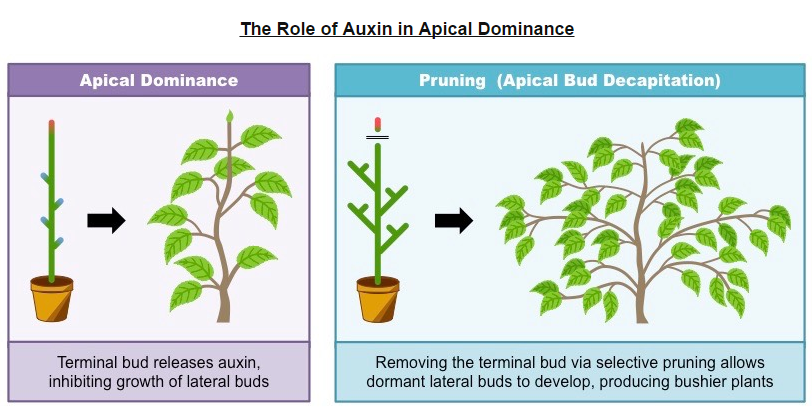 The Role of Auxin in Apical Dominance
Apical Dominance
Terminal bud releases auxin,
inhibiting growth of lateral buds
Pruning (Apical Bud Decapitation)
Removing the terminal bud via selective pruning allows
dormant lateral buds to develop, producing bushier plants